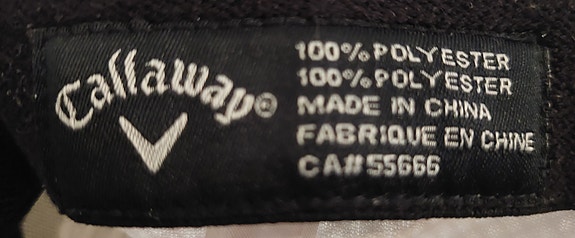 Callaway®
100% POLYESTER
100% POLYESTER
MADE IN CHINA
FABRIQUE EN CHINE
CA# 55666